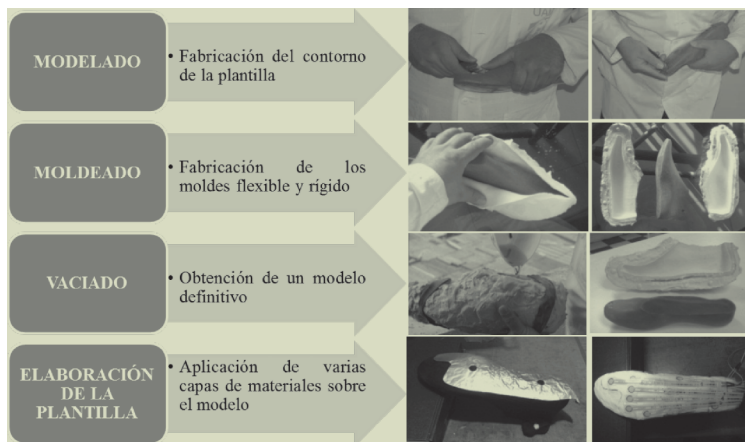 MODELADO
• Fabricación del contorno
de la plantilla
MOLDEADO
• Fabricación de los
moldes flexible y rígido
VACIADO
• Obtención de un modelo
definitivo
ELABORACIÓN
DE LA
PLANTILLA
• Aplicación de varias
capas de materiales sobre
el modelo